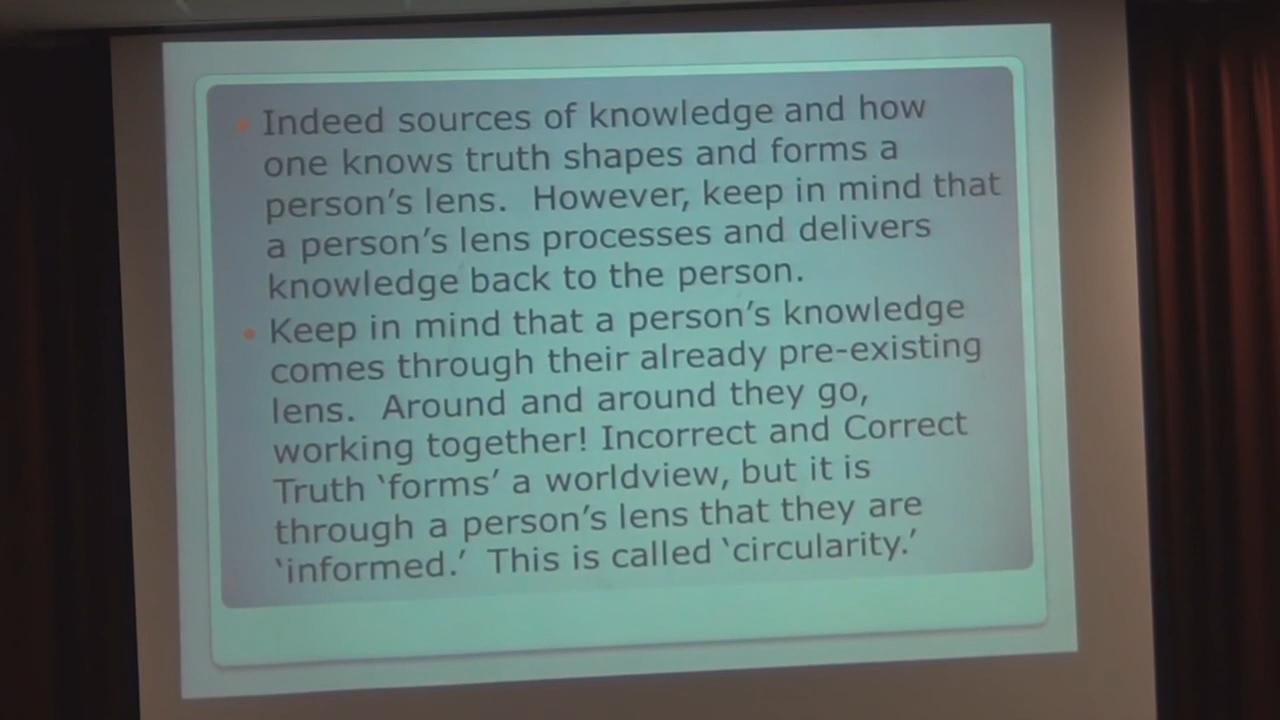 • Indeed sources of knowledge and how
one knows truth shapes and forms a
person's lens. However, keep in mind that
a person's lens processes and delivers
knowledge back to the person.
• Keep in mind that a person's knowledge
comes through their already pre-existing
lens. Around and around they go,
working together! Incorrect and Correct
Truth ‘forms’ a worldview, but it is
through a person's lens that they are
‘informed.’ This is called ‘circularity.’